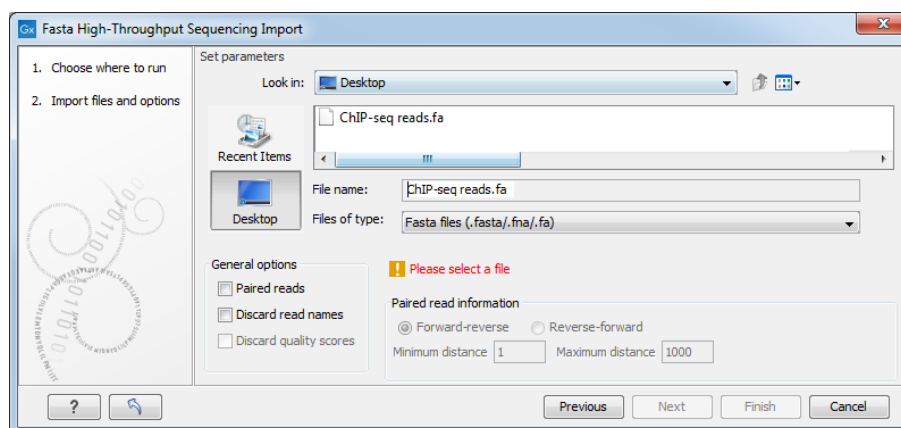 Gx Fasta High-Throughput Sequencing Import
1. Choose where to run
2. Import files and options
Set parameters
Look in: Desktop
ChIP-seq reads.fa
Recent Items
Desktop
File name: ChIP-seq reads.fa
Files of type: Fasta files (.fasta/.fna/.fa)
General options
Paired reads
Discard read names
Discard quality scores
Please select a file
Paired read information
Forward-reverse Reverse-forward
Minimum distance 1 Maximum distance 1000
? Previous Next Finish Cancel